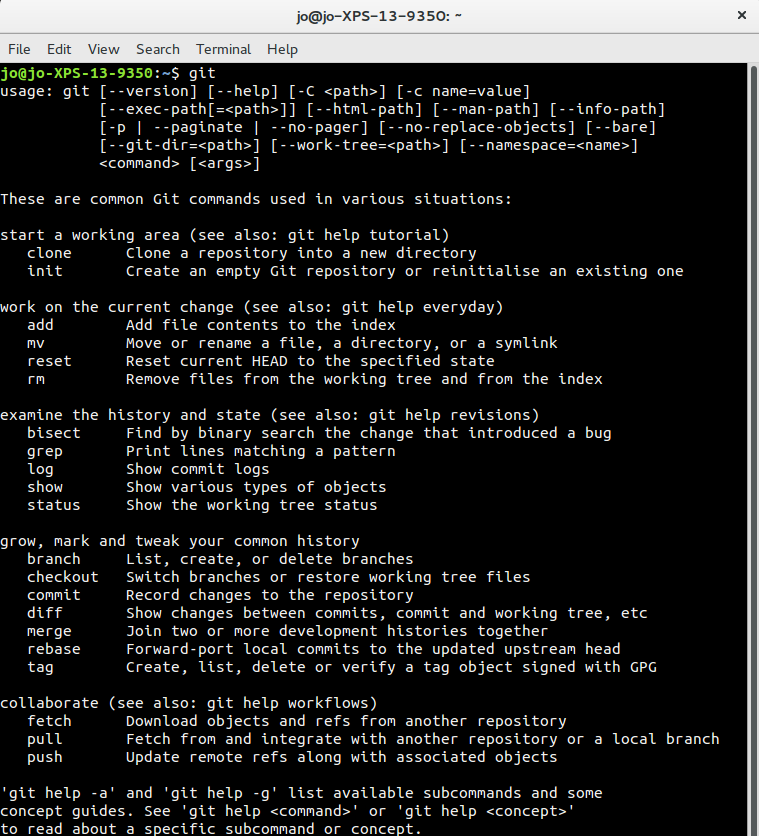 jo@jo-XPS-13-9350: ~
×
File Edit View Search Terminal Help
jo@jo-XPS-13-9350:~$ git
usage: git [--version] [--help] [-C <path>] [-c name=value]
           [--exec-path[=<path>]] [--html-path] [--man-path] [--info-path]
           [-p | --paginate | --no-pager] [--no-replace-objects] [--bare]
           [--git-dir=<path>] [--work-tree=<path>] [--namespace=<name>]
           <command> [<args>]

These are common Git commands used in various situations:

start a working area (see also: git help tutorial)
   clone      Clone a repository into a new directory
   init       Create an empty Git repository or reinitialise an existing one

work on the current change (see also: git help everyday)
   add        Add file contents to the index
   mv         Move or rename a file, a directory, or a symlink
   reset      Reset current HEAD to the specified state
   rm         Remove files from the working tree and from the index

examine the history and state (see also: git help revisions)
   bisect     Find by binary search the change that introduced a bug
   grep       Print lines matching a pattern
   log        Show commit logs
   show       Show various types of objects
   status     Show the working tree status

grow, mark and tweak your common history
   branch     List, create, or delete branches
   checkout   Switch branches or restore working tree files
   commit     Record changes to the repository
   diff       Show changes between commits, commit and working tree, etc
   merge      Join two or more development histories together
   rebase     Forward-port local commits to the updated upstream head
   tag        Create, list, delete or verify a tag object signed with GPG

collaborate (see also: git help workflows)
   fetch      Download objects and refs from another repository
   pull       Fetch from and integrate with another repository or a local branch
   push       Update remote refs along with associated objects

'git help -a' and 'git help -g' list available subcommands and some
concept guides. See 'git help <command>' or 'git help <concept>'
to read about a specific subcommand or concept.